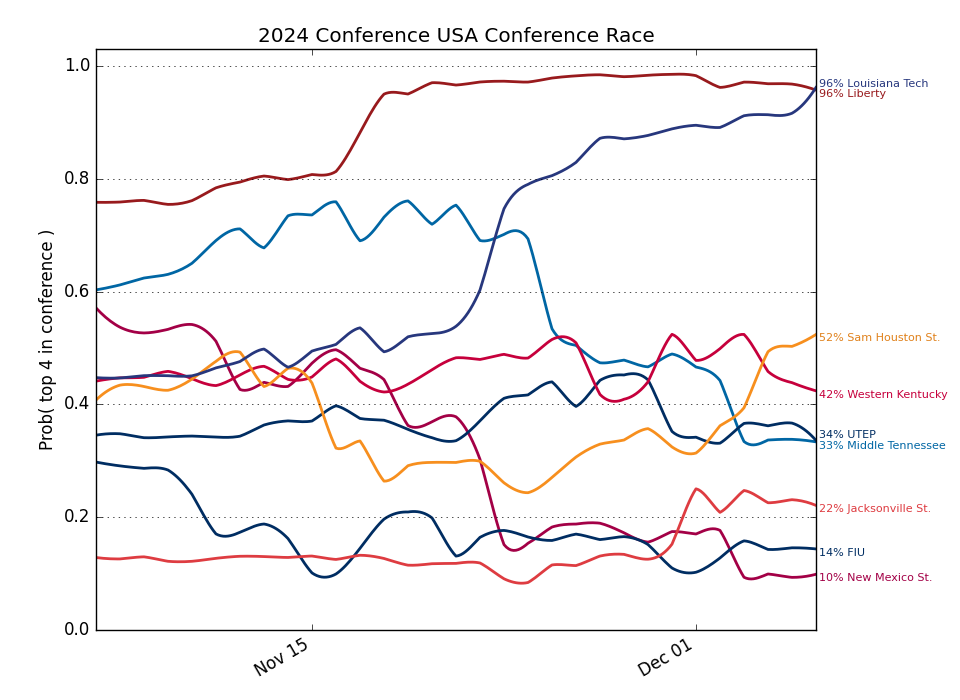 2024 Conference USA Conference Race
Prob( top 4 in conference )
1.0
0.8
0.6
0.4
0.2
0.0
Nov 15
Dec 01
96% Louisiana Tech
96% Liberty
52% Sam Houston St.
42% Western Kentucky
34% UTEP
33% Middle Tennessee
22% Jacksonville St.
14% FIU
10% New Mexico St.